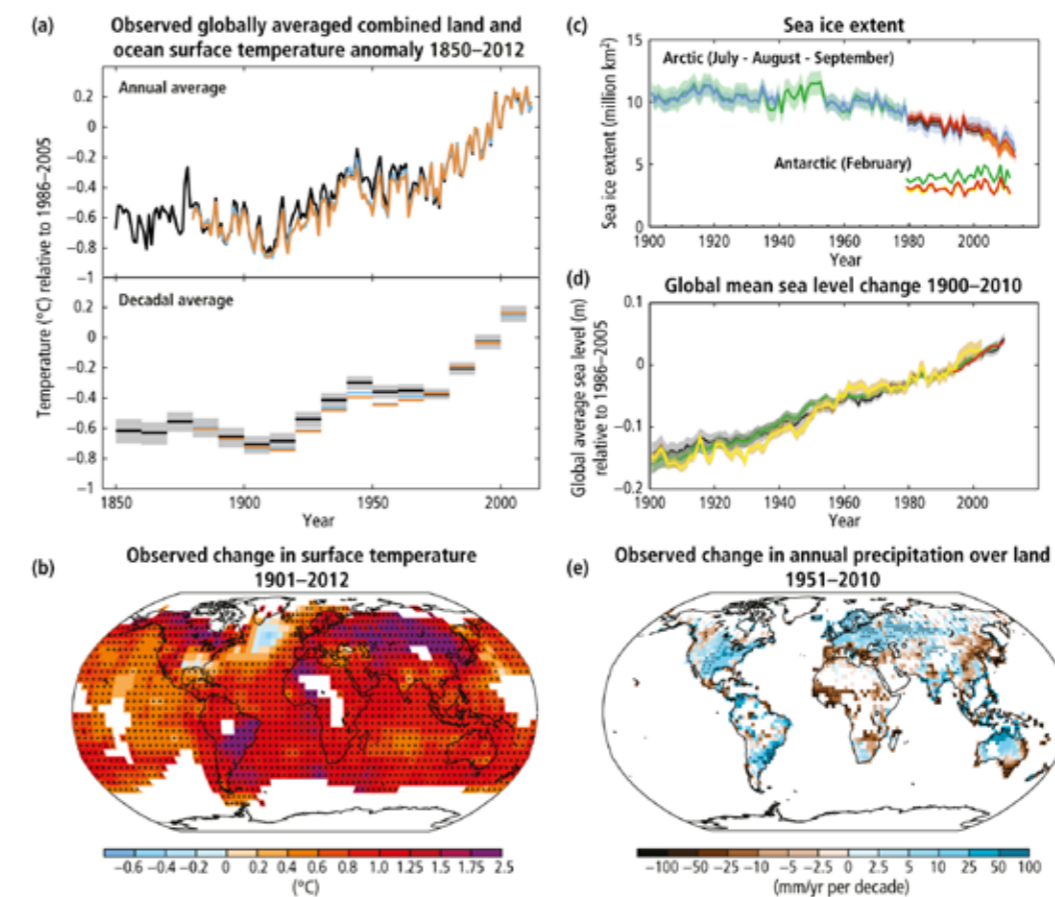 (a)
Observed globally averaged combined land and
ocean surface temperature anomaly 1850–2012
Annual average
0.2
0
−0.2
−0.4
−0.6
−0.8
−1
Decadal average
0.2
0
−0.2
−0.4
−0.6
−0.8
−1
Temperature (°C) relative to 1986–2005
1850 1900 1950 2000
Year
(c)
Sea ice extent
Arctic (July - August - September)
Antarctic (February)
15
10
5
0
Sea ice extent (million km²)
1900 1920 1940 1960 1980 2000
Year
(d)
Global mean sea level change 1900–2010
0.1
0
−0.1
−0.2
Global average sea level (m)
relative to 1986–2005
1900 1920 1940 1960 1980 2000
Year
(b)
Observed change in surface temperature
1901–2012
−0.6 −0.4 −0.2 0 0.2 0.4 0.6 0.8 1.0 1.25 1.5 1.75 2.5
(°C)
(e)
Observed change in annual precipitation over land
1951–2010
−100 −50 −25 −10 −5 −2.5 0 2.5 5 10 25 50 100
(mm/yr per decade)